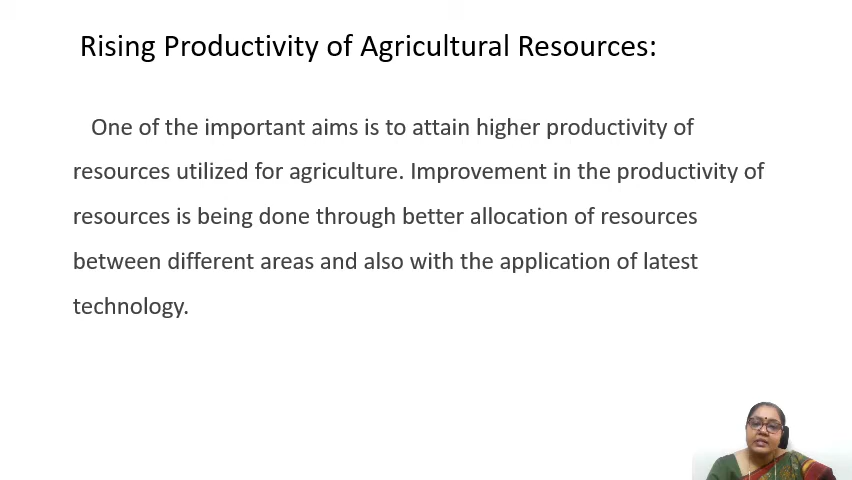 Rising Productivity of Agricultural Resources:
One of the important aims is to attain higher productivity of
resources utilized for agriculture. Improvement in the productivity of
resources is being done through better allocation of resources
between different areas and also with the application of latest
technology.